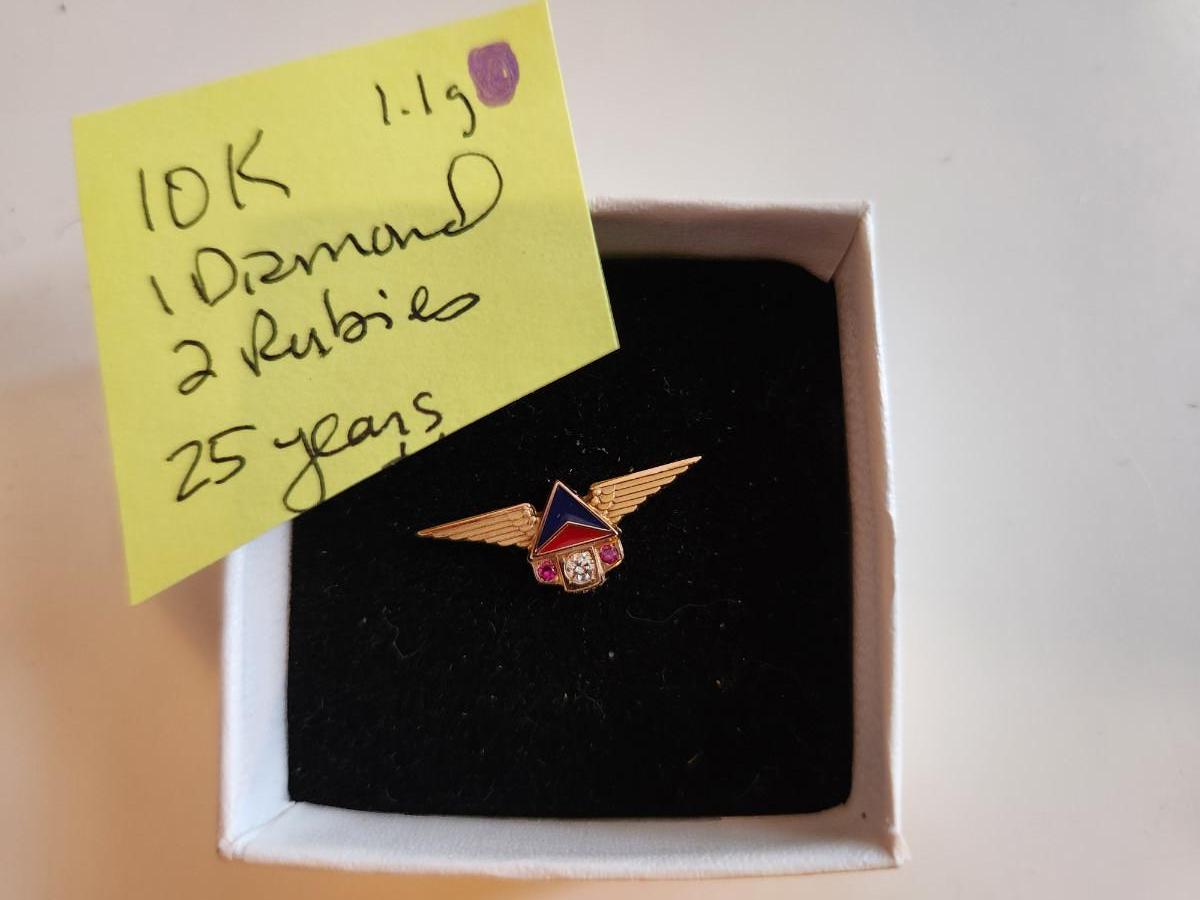 1.1g
10K
1 Diamond
2 Rubies
25 years